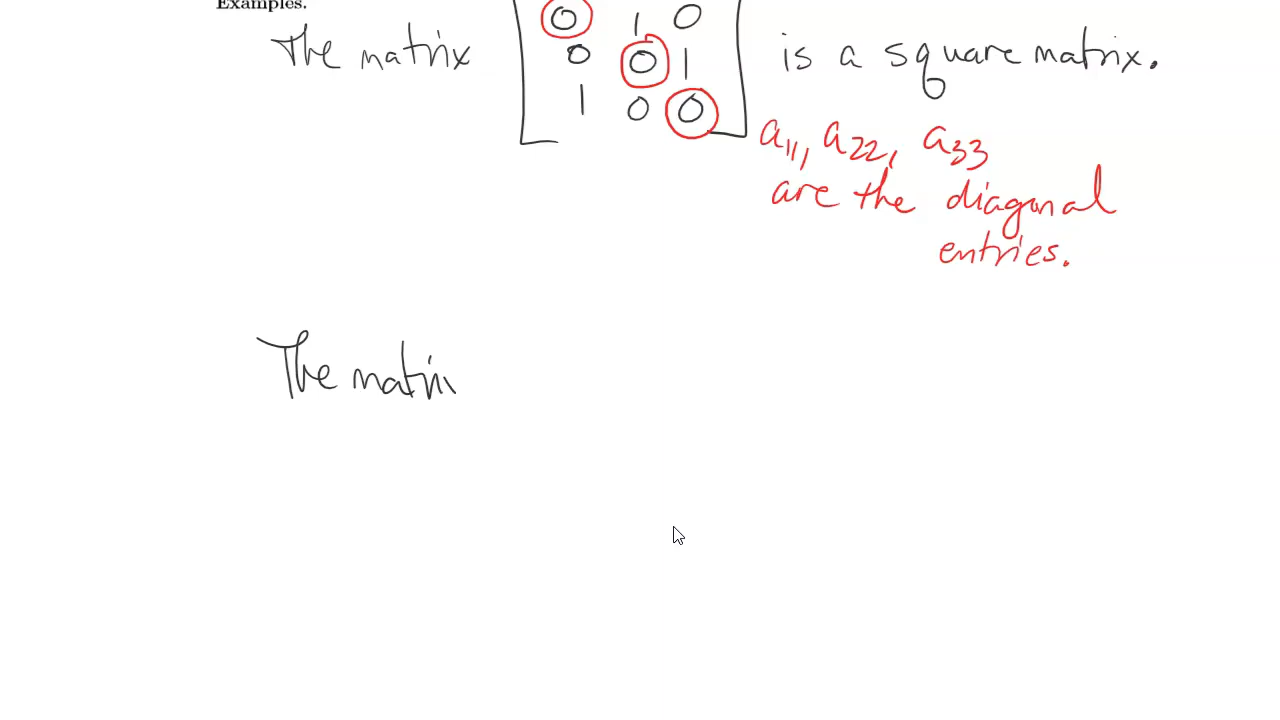 Examples.
0 1 0
The matrix 0 0 1 is a square matrix.
1 0 0
a11, a22, a33
are the diagonal
entries.
The matri